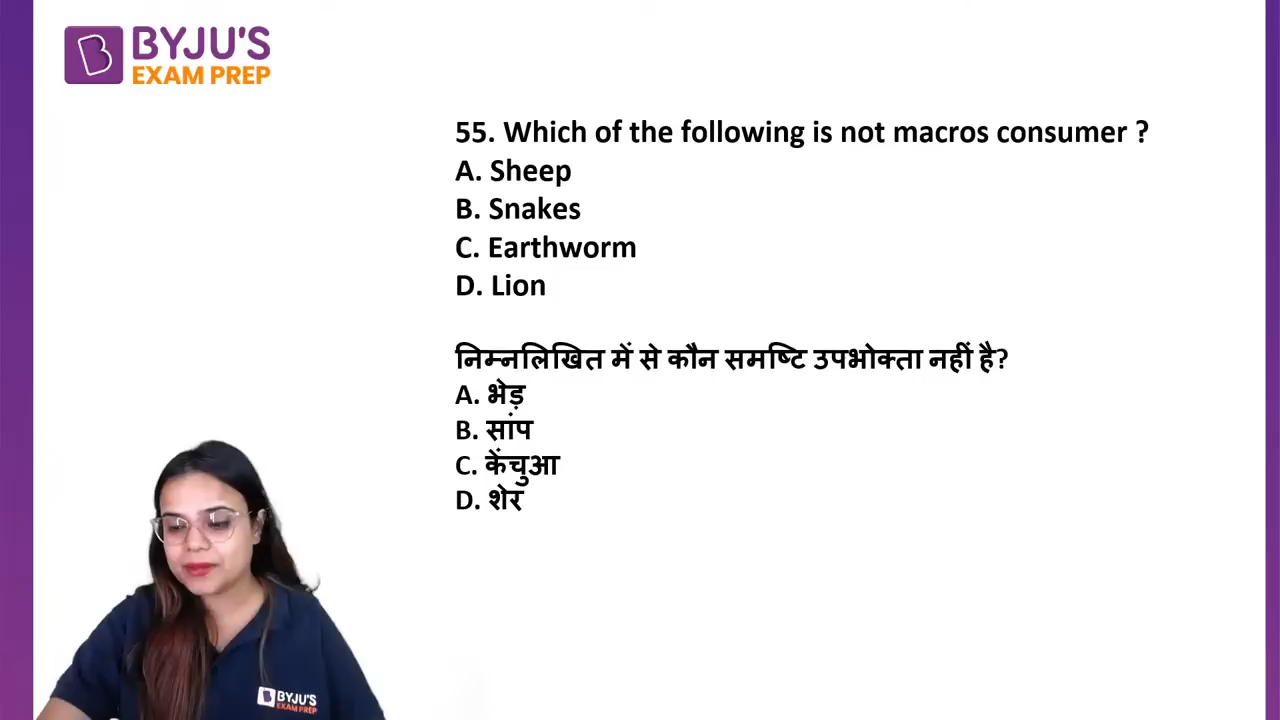 BYJU'S
EXAM PREP
55. Which of the following is not macros consumer ?
A. Sheep
B. Snakes
C. Earthworm
D. Lion
निम्नलिखित में से कौन समष्टि उपभोक्ता नहीं है?
A. भेड़
B. सांप
C. केंचुआ
D. शेर
BYJU'S
EXAM PREP